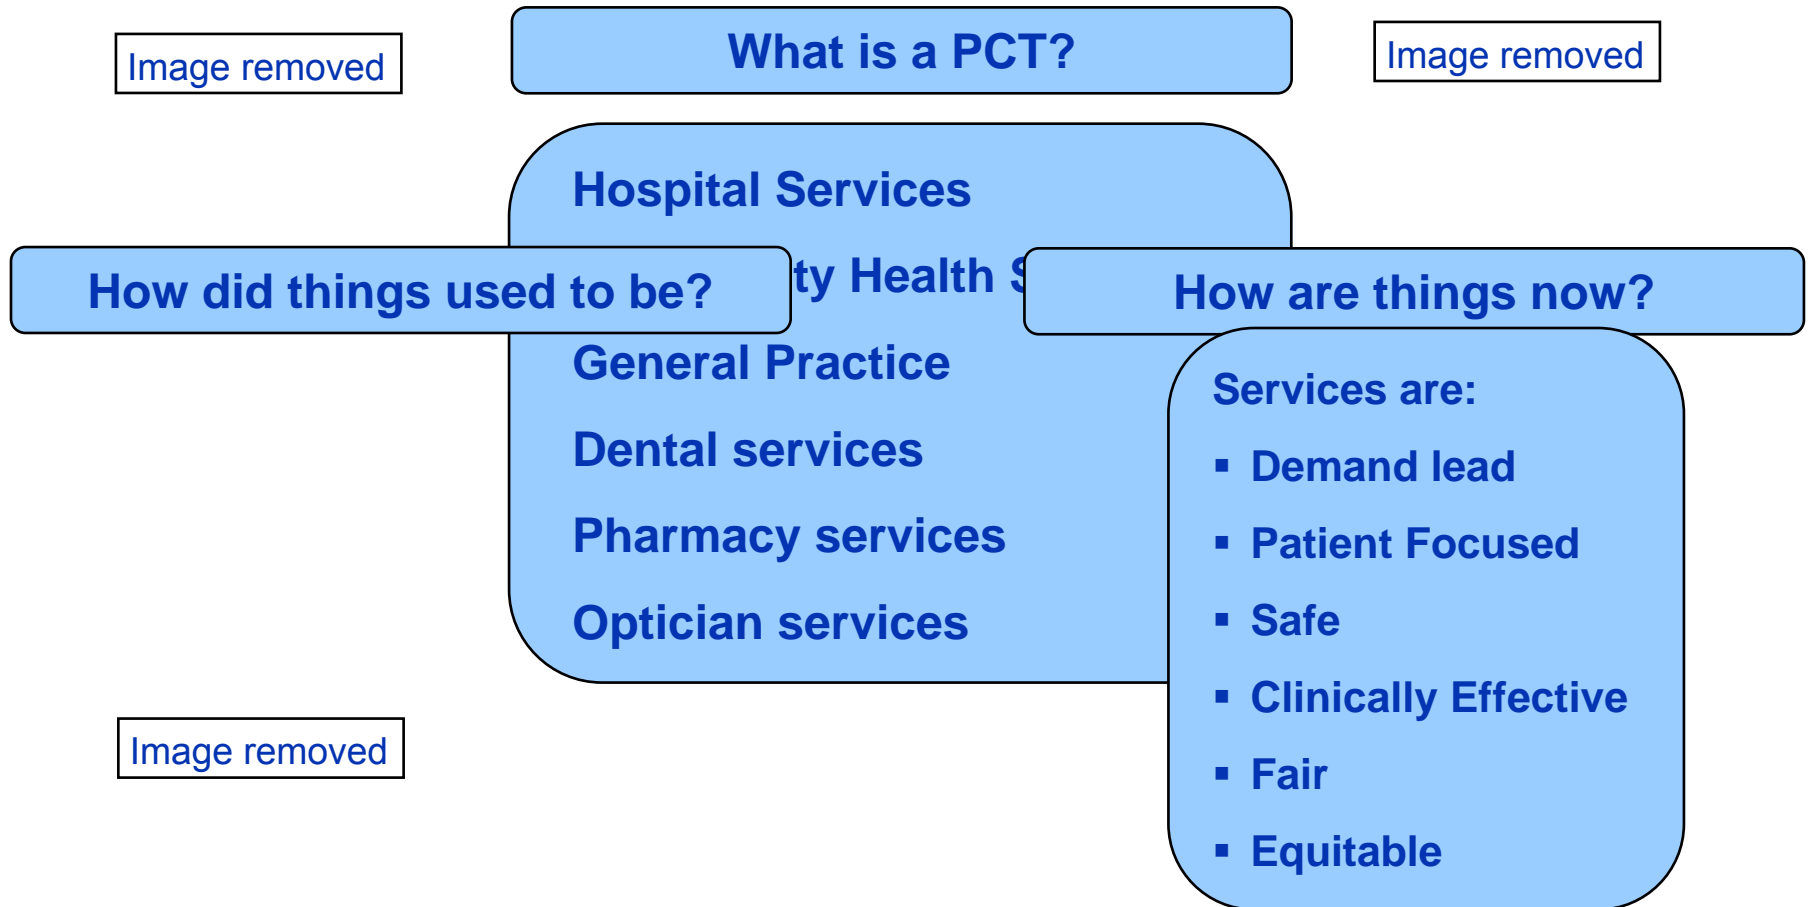 What is a PCT?
Image removed
Image removed
Hospital Services
How did things used to be?
ty Health S
How are things now?
General Practice
Services are:
Dental services
▪ Demand lead
Pharmacy services
▪ Patient Focused
Optician services
▪ Safe
▪ Clinically Effective
Image removed
▪ Fair
▪ Equitable